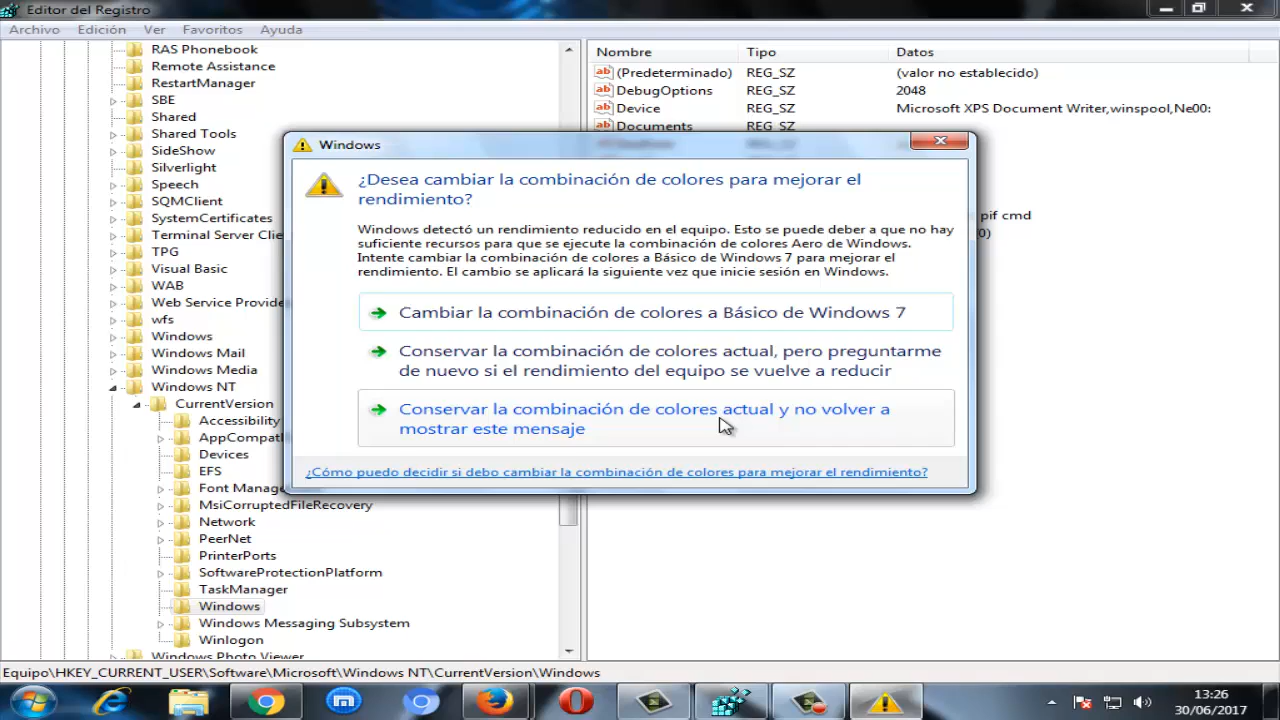 Editor del Registro
Archivo Edición Ver Favoritos Ayuda
RAS Phonebook
Remote Assistance
RestartManager
SBE
Shared
Shared Tools
SideShow
Silverlight
Speech
SQMClient
SystemCertificates
Terminal Server Clie
TPG
Visual Basic
WAB
Web Service Provide
wfs
Windows
Windows Mail
Windows Media
Windows NT
CurrentVersion
Accessibility
AppCompat
Devices
EFS
Font Manage
MsiCorruptedFileRecovery
Network
PeerNet
PrinterPorts
SoftwareProtectionPlatform
TaskManager
Windows
Windows Messaging Subsystem
Winlogon
Windows Photo Viewer
Nombre Tipo Datos
(Predeterminado) REG_SZ (valor no establecido)
DebugOptions REG_SZ 2048
Device REG_SZ Microsoft XPS Document Writer,winspool,Ne00:
Documents REG_SZ
pif cmd
0)
Windows
¿Desea cambiar la combinación de colores para mejorar el
rendimiento?
Windows detectó un rendimiento reducido en el equipo. Esto se puede deber a que no hay
suficiente recursos para que se ejecute la combinación de colores Aero de Windows.
Intente cambiar la combinación de colores a Básico de Windows 7 para mejorar el
rendimiento. El cambio se aplicará la siguiente vez que inicie sesión en Windows.
Cambiar la combinación de colores a Básico de Windows 7
Conservar la combinación de colores actual, pero preguntarme
de nuevo si el rendimiento del equipo se vuelve a reducir
Conservar la combinación de colores actual y no volver a
mostrar este mensaje
¿Cómo puedo decidir si debo cambiar la combinación de colores para mejorar el rendimiento?
Equipo\HKEY_CURRENT_USER\Software\Microsoft\Windows NT\CurrentVersion\Windows
13:26
30/06/2017